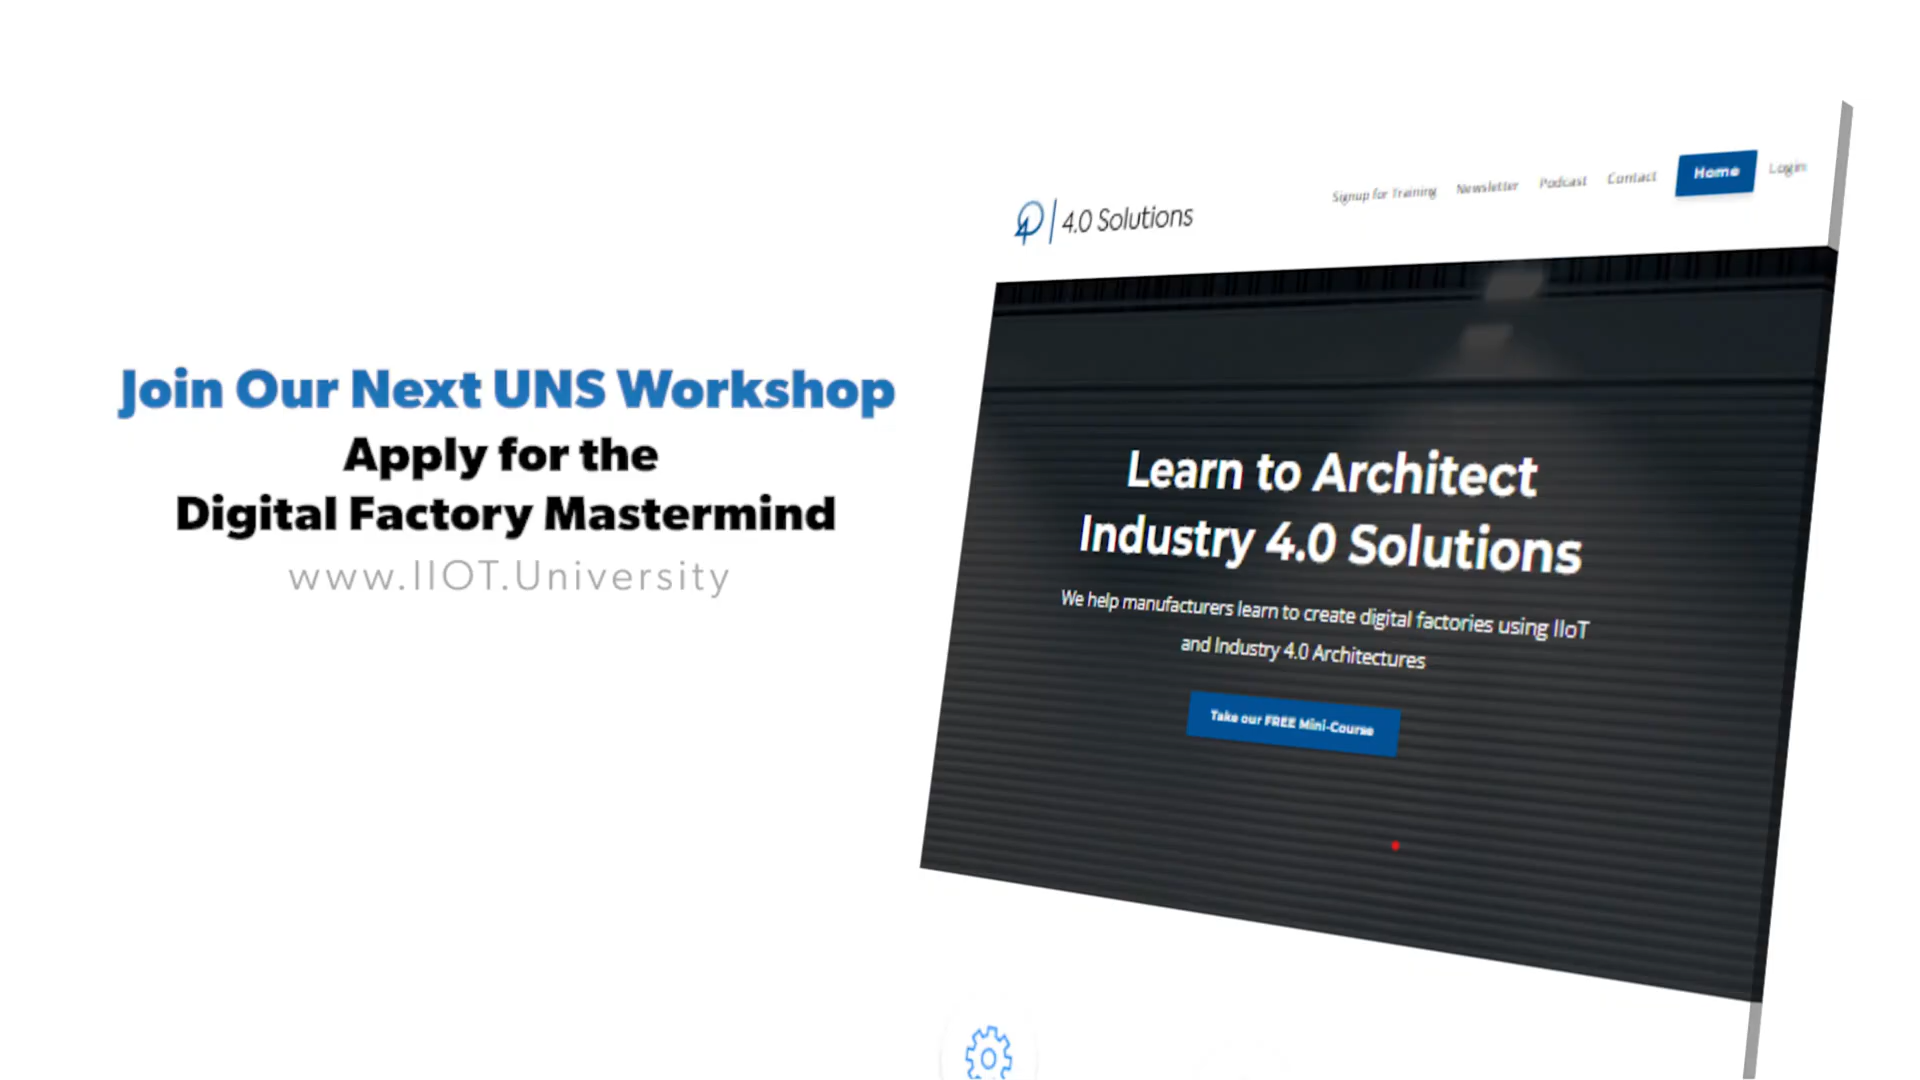 Join Our Next UNS Workshop
Apply for the
Digital Factory Mastermind
www.IIOT.University
4.0 Solutions
Signup for Training Newsletter Podcast Contact Home Login
Learn to Architect
Industry 4.0 Solutions
We help manufacturers learn to create digital factories using IIoT
and Industry 4.0 Architectures
Take our FREE Mini-Course